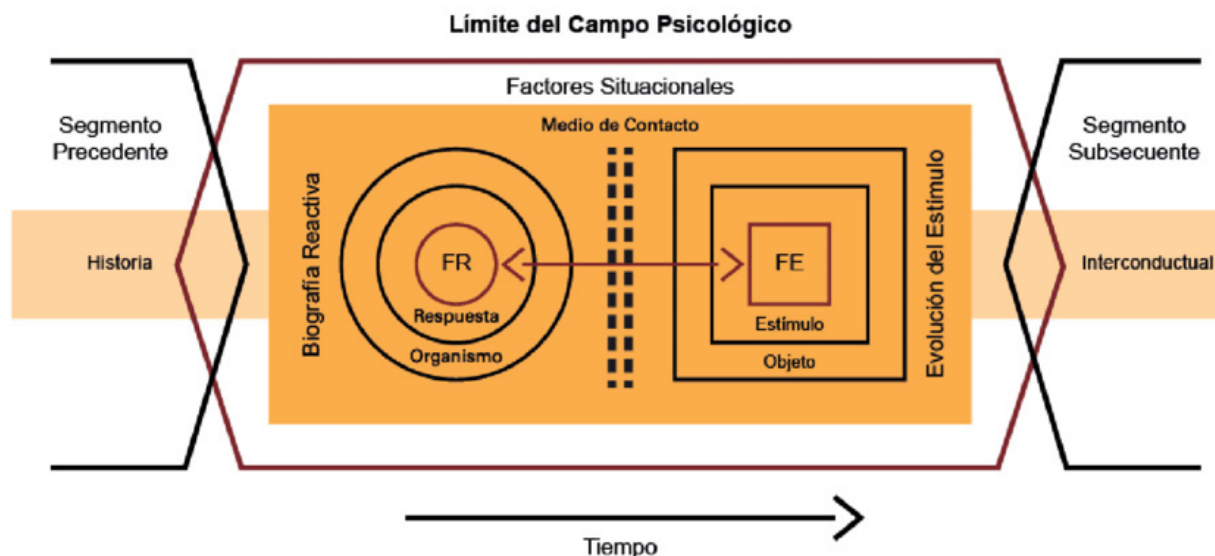 Límite del Campo Psicológico
Factores Situacionales
Segmento
Precedente
Medio de Contacto
Segmento
Subsecuente
Historia
Biografía Reactiva
FR
Respuesta
Organismo
FE
Estímulo
Objeto
Evolución del Estímulo
Interconductual
Tiempo